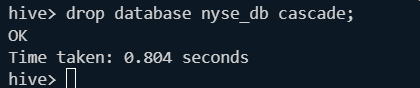 hive> drop database nyse_db cascade;
OK
Time taken: 0.804 seconds
hive>